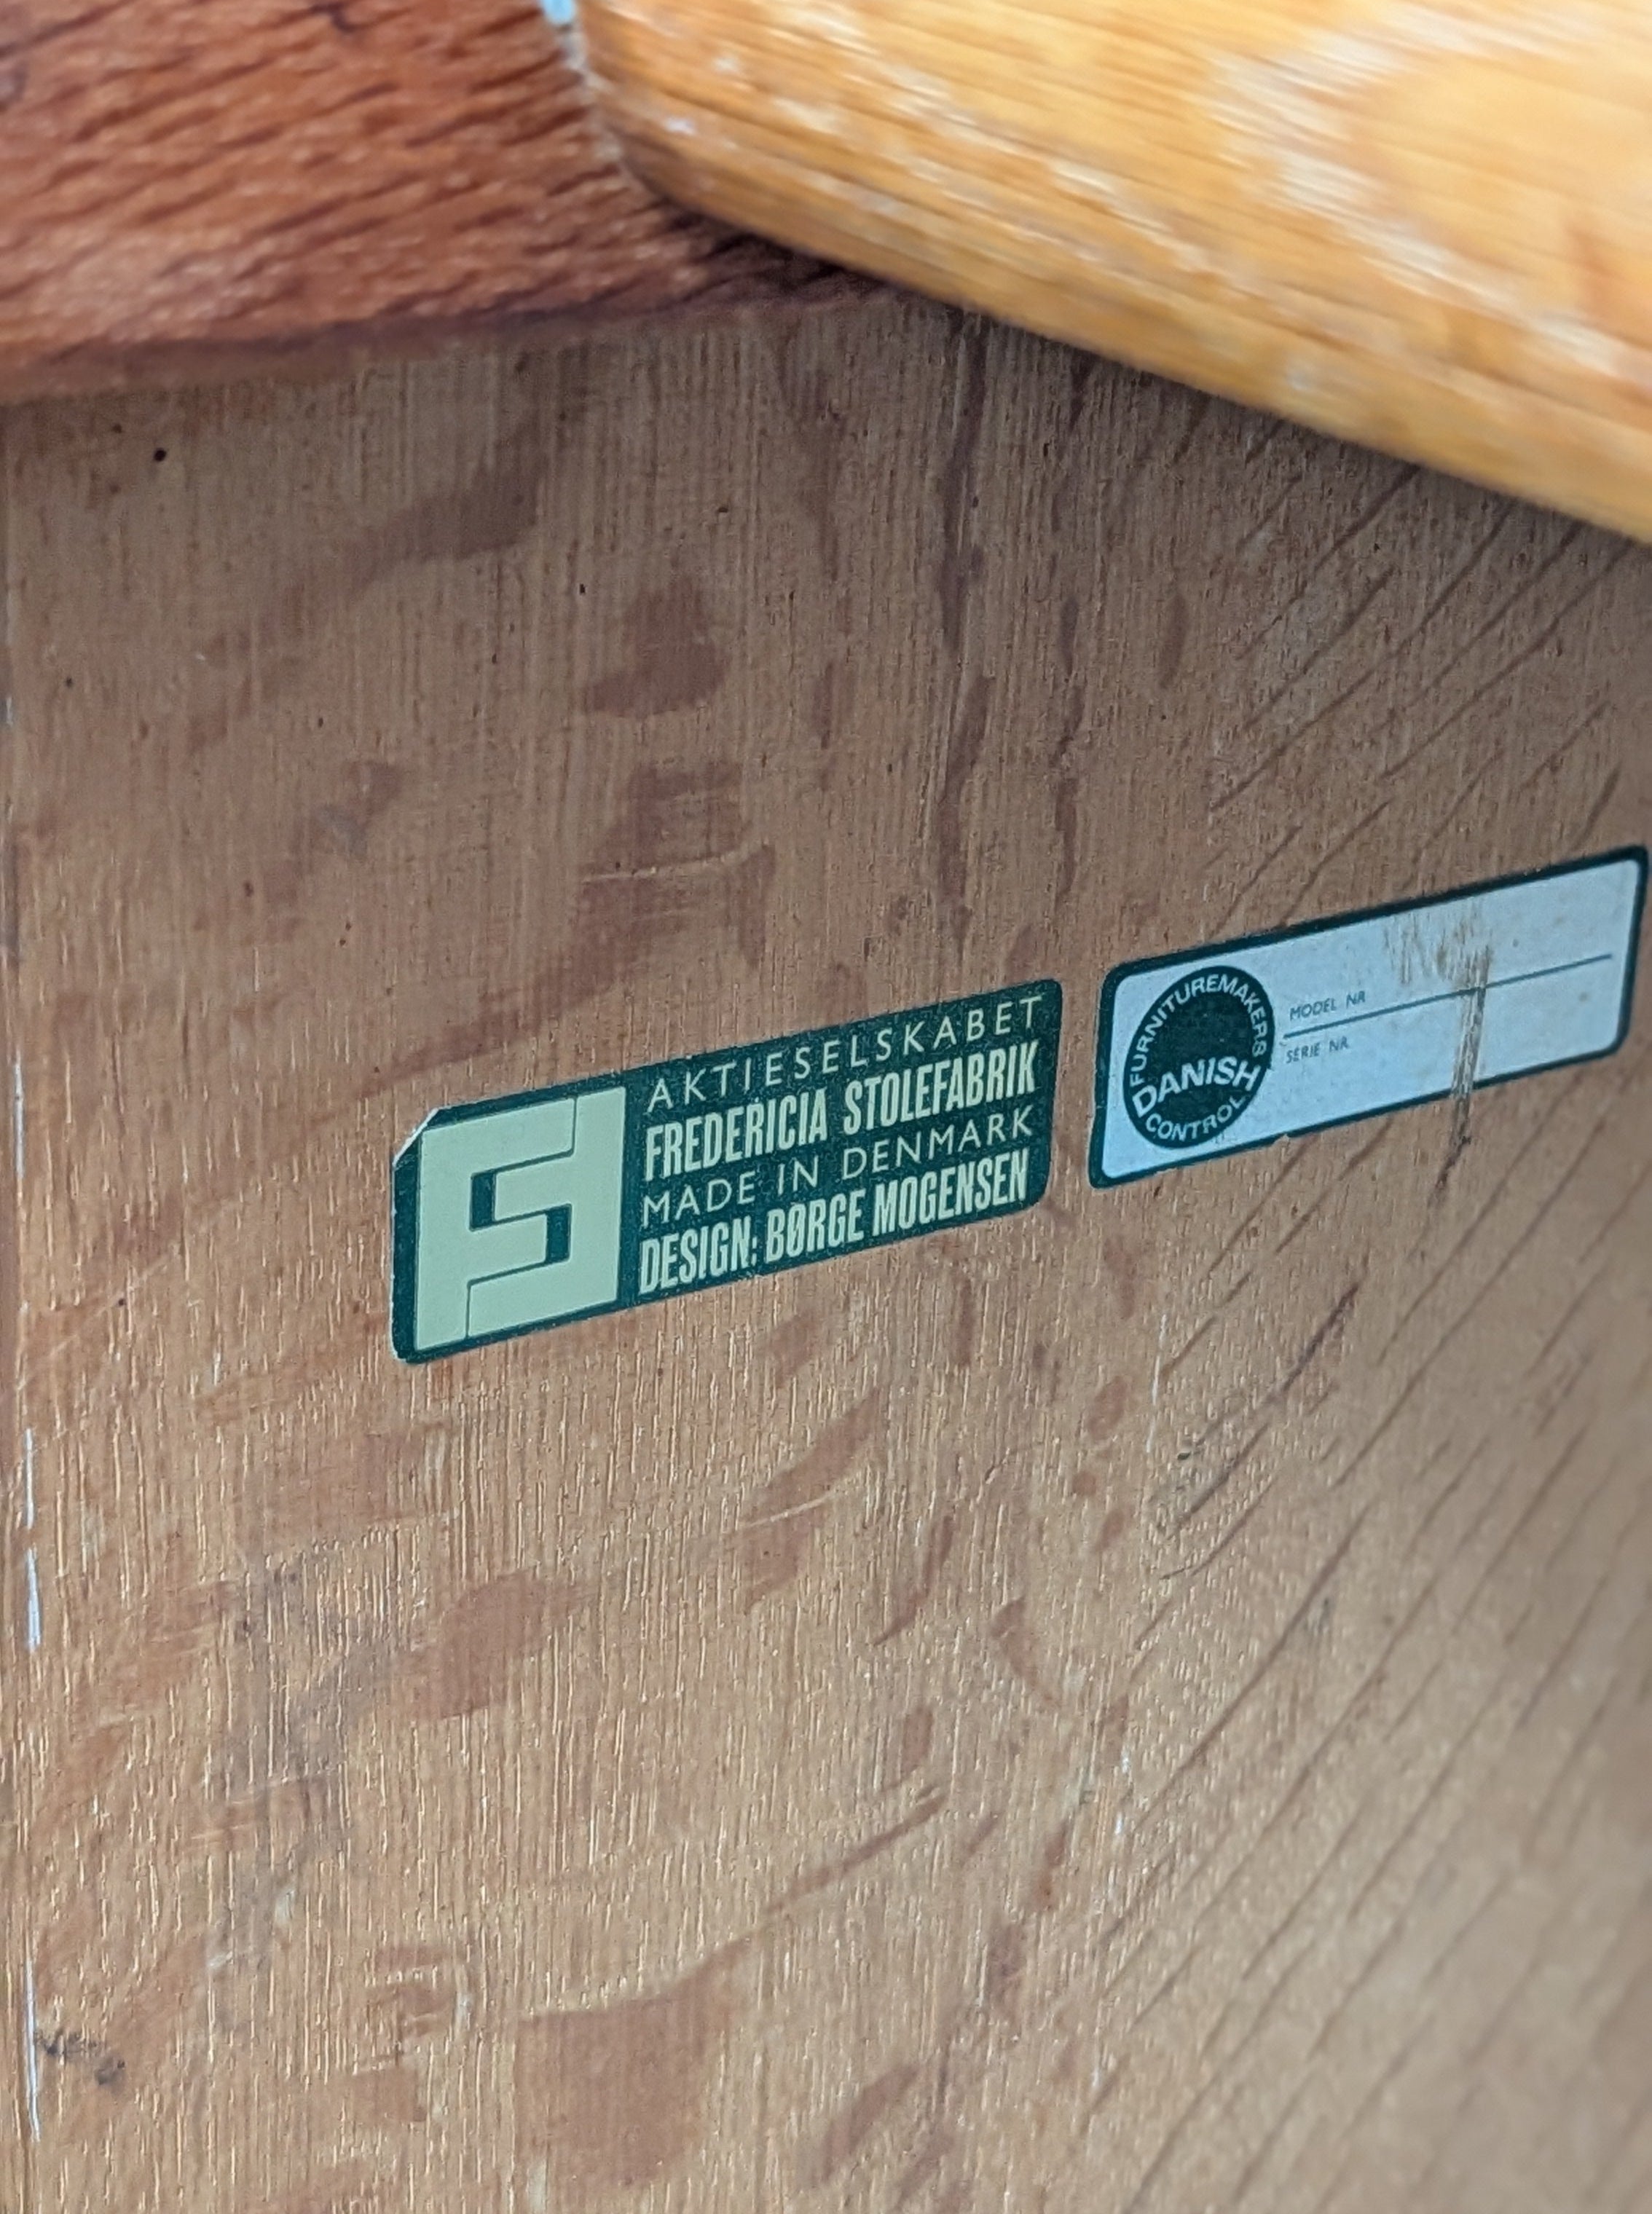 AKTIESELSKABET
FREDERICIA STOLEFABRIK
MADE IN DENMARK
DESIGN: BØRGE MOGENSEN
FURNITUREMAKERS
DANISH
CONTROL
MODEL NR
SERIE NR